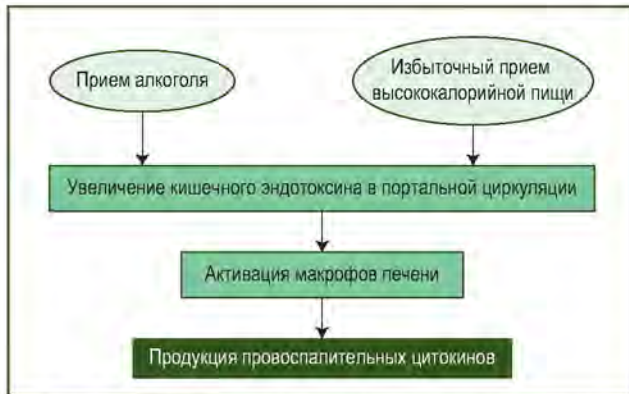 Прием алкоголя
Избыточный прием
высококалорийной пищи
Увеличение кишечного эндотоксина в портальной циркуляции
Активация макрофов печени
Продукция провоспалительных цитокинов